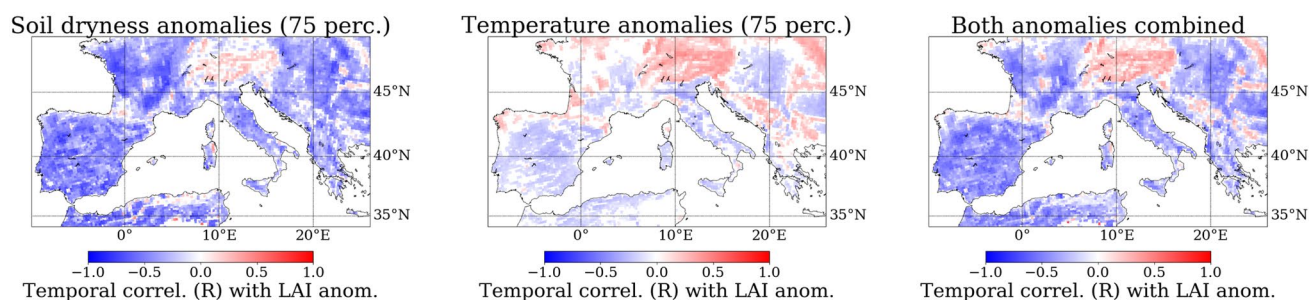 Soil dryness anomalies (75 perc.)
45°N
40°N
35°N
0°
10°E
20°E
−1.0
−0.5
0.0
0.5
1.0
Temporal correl. (R) with LAI anom.
Temperature anomalies (75 perc.)
45°N
40°N
35°N
0°
10°E
20°E
−1.0
−0.5
0.0
0.5
1.0
Temporal correl. (R) with LAI anom.
Both anomalies combined
45°N
40°N
35°N
0°
10°E
20°E
−1.0
−0.5
0.0
0.5
1.0
Temporal correl. (R) with LAI anom.